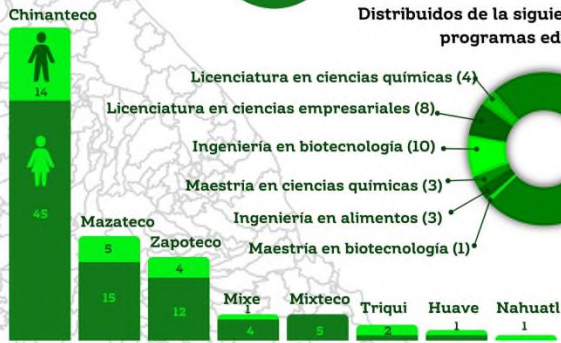 Chinanteco
14
45
Mazateco
5
15
Zapoteco
4
12
Mixe
1
4
Mixteco
5
Triqui
2
Huave
1
Nahuatl
1
Distribuidos de la
programas
Licenciatura en ciencias químicas (4)
Licenciatura en ciencias empresariales (8)
Ingeniería en biotecnología (10)
Maestría en ciencias químicas (3)
Ingeniería en alimentos (3)
Maestría en biotecnología (1)